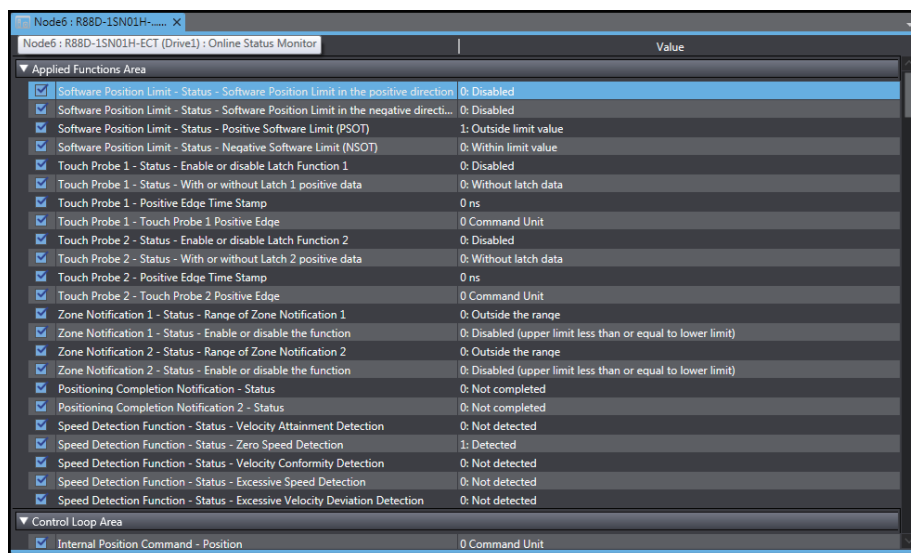 Node6 : R88D-1SN01H-...... ×
Node6 : R88D-1SN01H-ECT (Drive1) : Online Status Monitor
Value
▼ Applied Functions Area
Software Position Limit - Status - Software Position Limit in the positive direction 0: Disabled
Software Position Limit - Status - Software Position Limit in the negative directi... 0: Disabled
Software Position Limit - Status - Positive Software Limit (PSOT) 1: Outside limit value
Software Position Limit - Status - Negative Software Limit (NSOT) 0: Within limit value
Touch Probe 1 - Status - Enable or disable Latch Function 1 0: Disabled
Touch Probe 1 - Status - With or without Latch 1 positive data 0: Without latch data
Touch Probe 1 - Positive Edge Time Stamp 0 ns
Touch Probe 1 - Touch Probe 1 Positive Edge 0 Command Unit
Touch Probe 2 - Status - Enable or disable Latch Function 2 0: Disabled
Touch Probe 2 - Status - With or without Latch 2 positive data 0: Without latch data
Touch Probe 2 - Positive Edge Time Stamp 0 ns
Touch Probe 2 - Touch Probe 2 Positive Edge 0 Command Unit
Zone Notification 1 - Status - Range of Zone Notification 1 0: Outside the range
Zone Notification 1 - Status - Enable or disable the function 0: Disabled (upper limit less than or equal to lower limit)
Zone Notification 2 - Status - Range of Zone Notification 2 0: Outside the range
Zone Notification 2 - Status - Enable or disable the function 0: Disabled (upper limit less than or equal to lower limit)
Positioning Completion Notification - Status 0: Not completed
Positioning Completion Notification 2 - Status 0: Not completed
Speed Detection Function - Status - Velocity Attainment Detection 0: Not detected
Speed Detection Function - Status - Zero Speed Detection 1: Detected
Speed Detection Function - Status - Velocity Conformity Detection 0: Not detected
Speed Detection Function - Status - Excessive Speed Detection 0: Not detected
Speed Detection Function - Status - Excessive Velocity Deviation Detection 0: Not detected
▼ Control Loop Area
Internal Position Command - Position 0 Command Unit